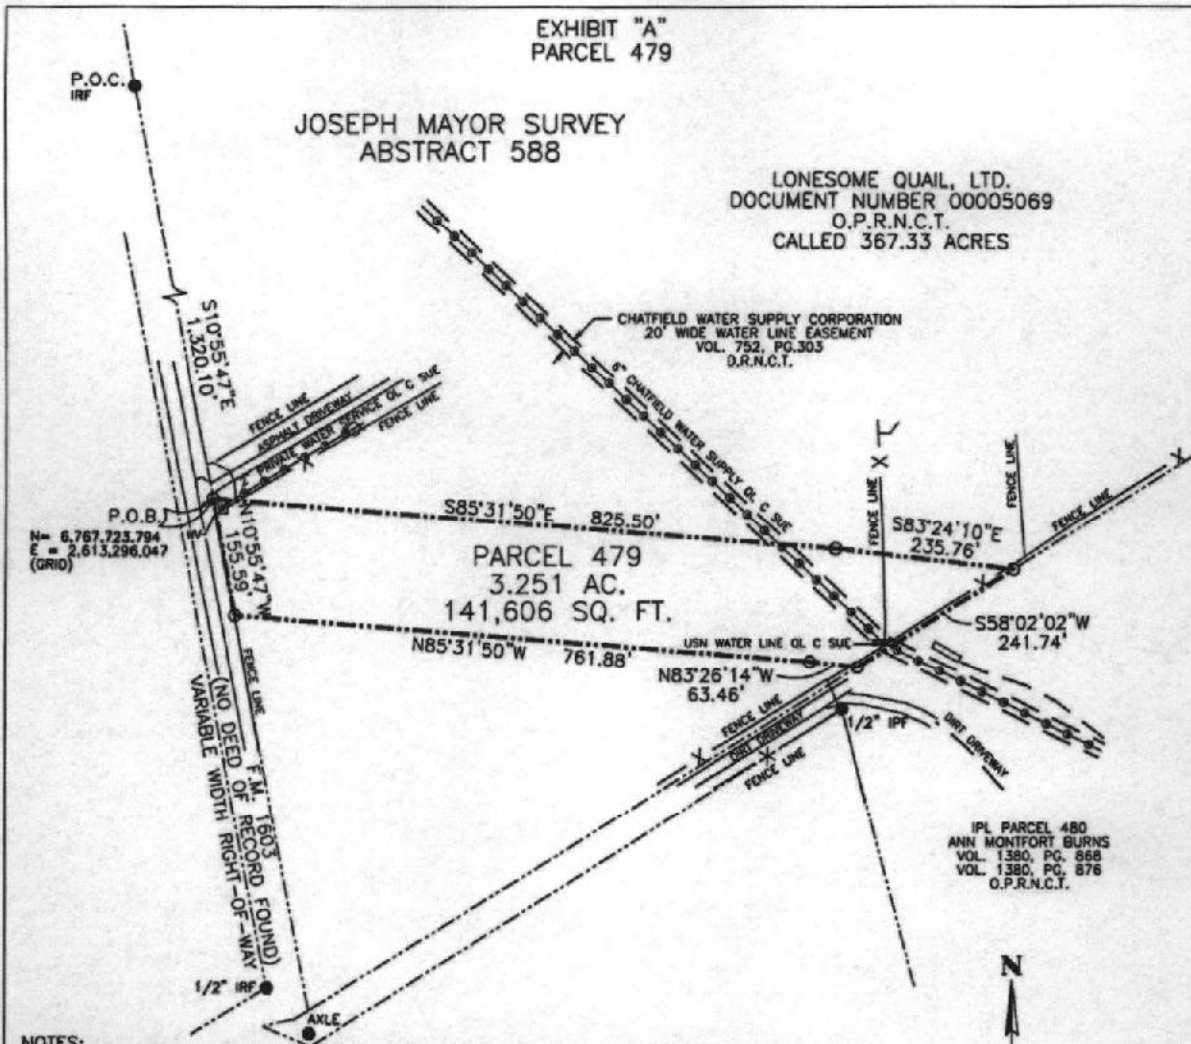 EXHIBIT "A"
PARCEL 479
P.O.C.
IRF
JOSEPH MAYOR SURVEY
ABSTRACT 588
LONESOME QUAIL, LTD.
DOCUMENT NUMBER 00005069
O.P.R.N.C.T.
CALLED 367.33 ACRES
S10°55'47"E
1,320.10'
CHATFIELD WATER SUPPLY CORPORATION
20' WIDE WATER LINE EASEMENT
VOL. 752, PG.303
D.R.N.C.T.
6" CHATFIELD WATER SUPPLY QL C SUE
FENCE LINE
ASPHALT DRIVEWAY
PRIVATE WATER SERVICE QL C SUE
FENCE LINE
FENCE LINE
FENCE LINE
FENCE LINE
P.O.B.
N= 6,767,723.794
E = 2,613,296.047
(GRID)
N10°55'47"W
155.59'
S85°31'50"E 825.50'
S83°24'10"E
235.76'
PARCEL 479
3.251 AC.
141,606 SQ. FT.
S58°02'02"W
241.74'
USN WATER LINE QL C SUE
N85°31'50"W 761.88'
N83°26'14"W
63.46'
FENCE LINE
FENCE LINE
DIRT DRIVEWAY
FENCE LINE
1/2" IPF
DIRT DRIVEWAY
F.M. 1603
(NO DEED OF RECORD FOUND)
VARIABLE WIDTH RIGHT-OF-WAY
IPL PARCEL 480
ANN MONTFORT BURNS
VOL. 1380, PG. 868
VOL. 1380, PG. 876
O.P.R.N.C.T.
N
1/2" IRF
AXLE
NOTES: